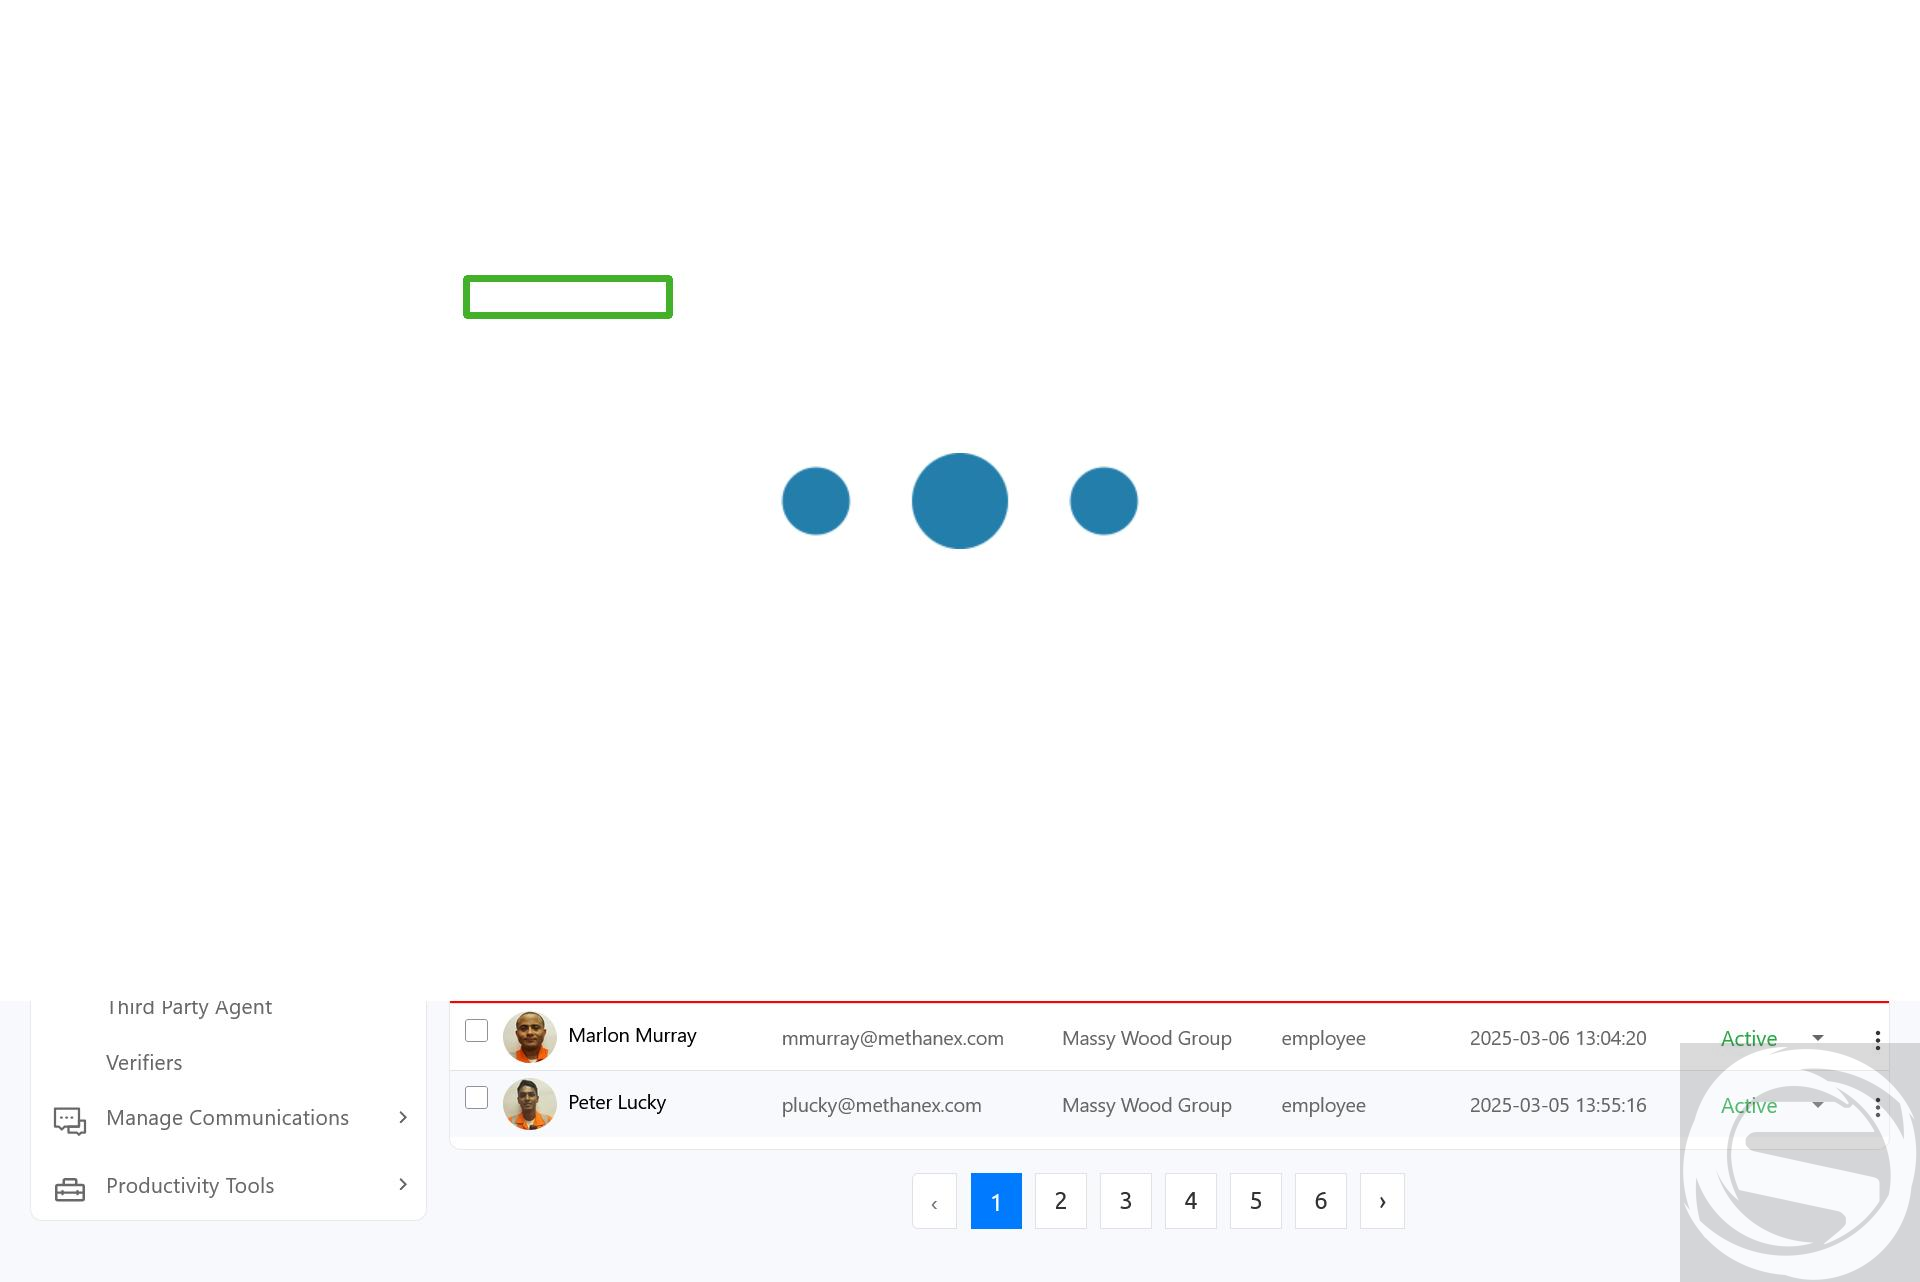 Third Party Agent
Verifiers
Manage Communications
Productivity Tools
Marlon Murray mmurray@methanex.com Massy Wood Group employee 2025-03-06 13:04:20 Active
Peter Lucky plucky@methanex.com Massy Wood Group employee 2025-03-05 13:55:16 Active
‹ 1 2 3 4 5 6 ›